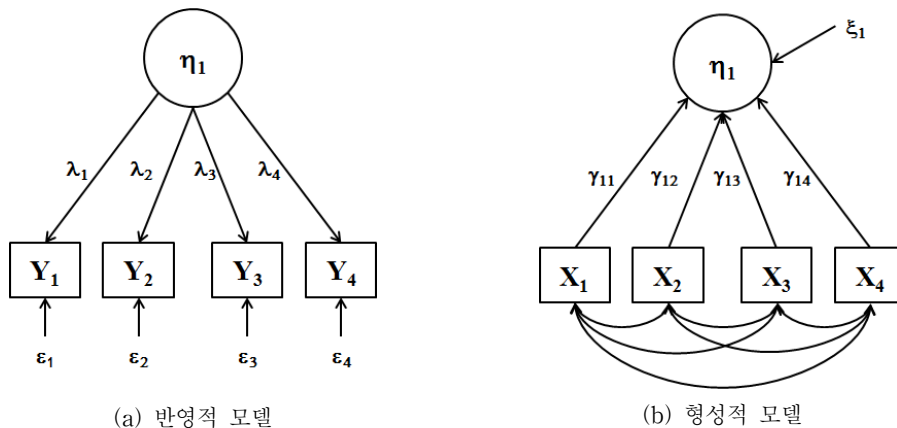 η₁
λ₁ λ₂ λ₃ λ₄
Y₁ Y₂ Y₃ Y₄
ε₁ ε₂ ε₃ ε₄
(a) 반영적 모델
ξ₁
η₁
γ₁₁ γ₁₂ γ₁₃ γ₁₄
X₁ X₂ X₃ X₄
(b) 형성적 모델